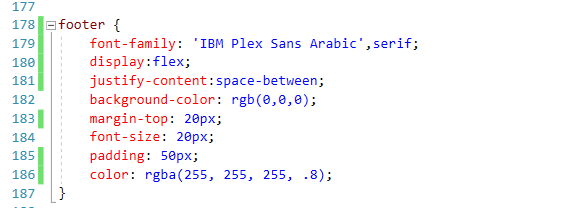 177
178 footer {
179 font-family: 'IBM Plex Sans Arabic',serif;
180 display:flex;
181 justify-content:space-between;
182 background-color: rgb(0,0,0);
183 margin-top: 20px;
184 font-size: 20px;
185 padding: 50px;
186 color: rgba(255, 255, 255, .8);
187 }